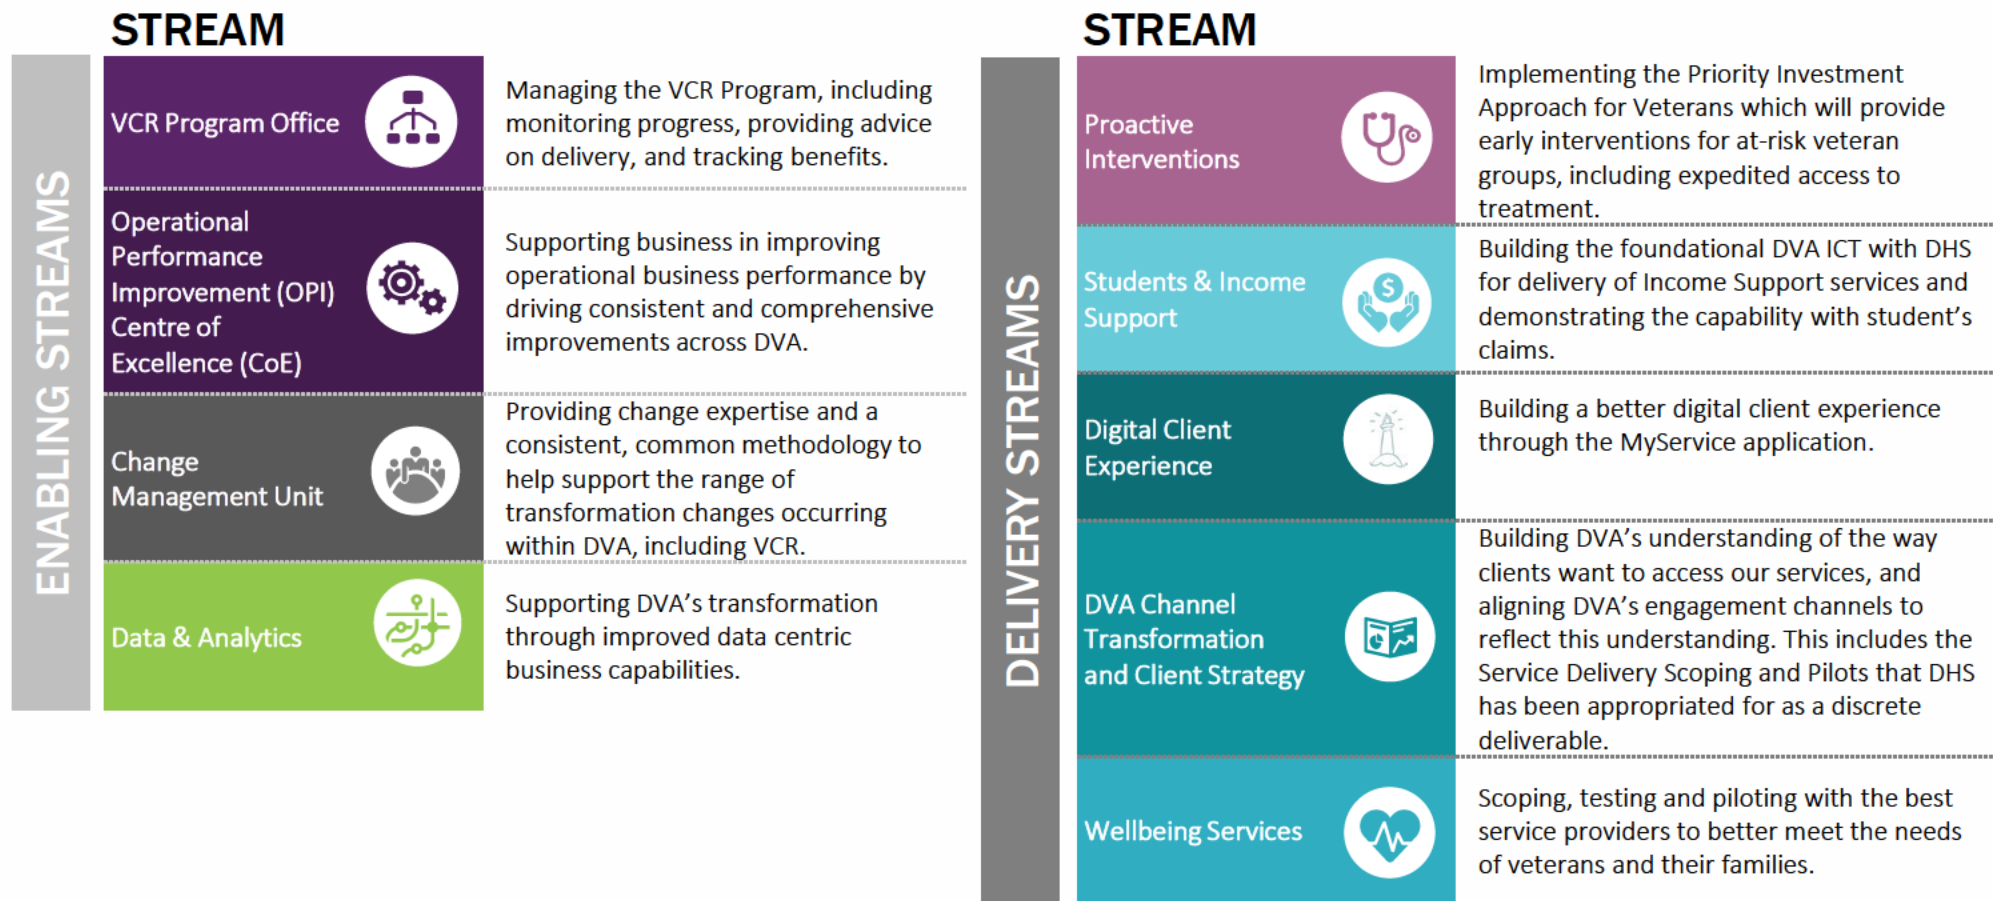 STREAM
ENABLING STREAMS
VCR Program Office
Managing the VCR Program, including
monitoring progress, providing advice
on delivery, and tracking benefits.
Operational
Performance
Improvement (OPI)
Centre of
Excellence (CoE)
Supporting business in improving
operational business performance by
driving consistent and comprehensive
improvements across DVA.
Change
Management Unit
Providing change expertise and a
consistent, common methodology to
help support the range of
transformation changes occurring
within DVA, including VCR.
Data & Analytics
Supporting DVA's transformation
through improved data centric
business capabilities.
STREAM
DELIVERY STREAMS
Proactive
Interventions
Implementing the Priority Investment
Approach for Veterans which will provide
early interventions for at-risk veteran
groups, including expedited access to
treatment.
Students & Income
Support
$
Building the foundational DVA ICT with DHS
for delivery of Income Support services and
demonstrating the capability with student's
claims.
Digital Client
Experience
Building a better digital client experience
through the MyService application.
DVA Channel
Transformation
and Client Strategy
Building DVA's understanding of the way
clients want to access our services, and
aligning DVA's engagement channels to
reflect this understanding. This includes the
Service Delivery Scoping and Pilots that DHS
has been appropriated for as a discrete
deliverable.
Wellbeing Services
Scoping, testing and piloting with the best
service providers to better meet the needs
of veterans and their families.